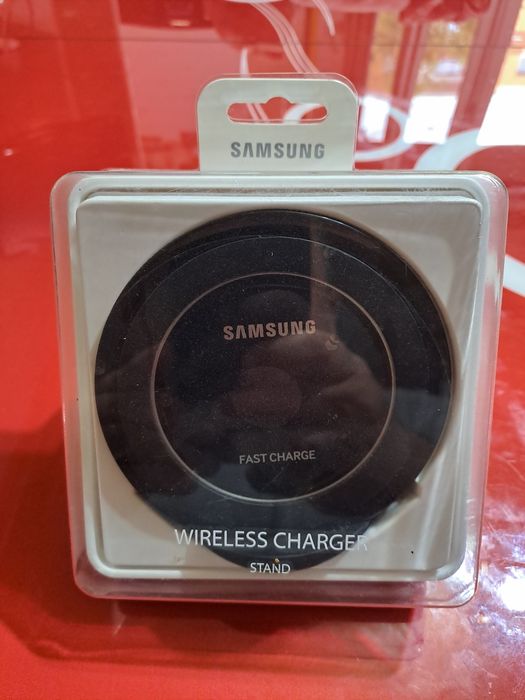 SAMSUNG
SAMSUNG
FAST CHARGE
WIRELESS CHARGER
STAND